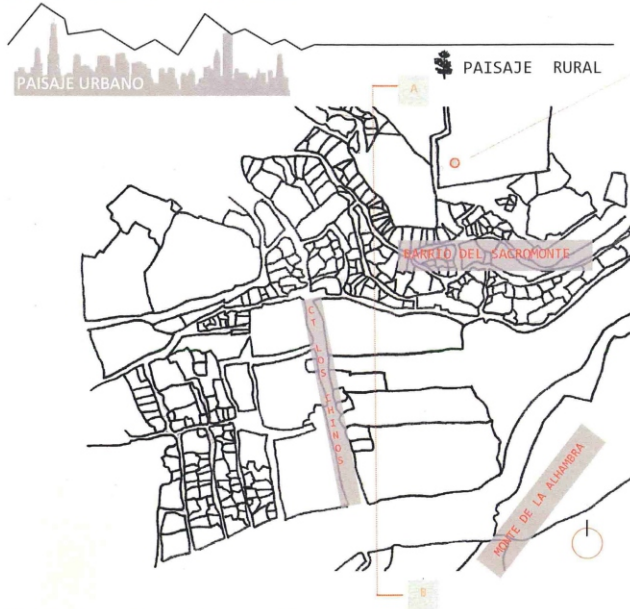 PAISAJE URBANO
PAISAJE RURAL
A
BARRIO DEL SACROMONTE
CT LOS CHINOS
MONTE DE LA ALHAMBRA
B